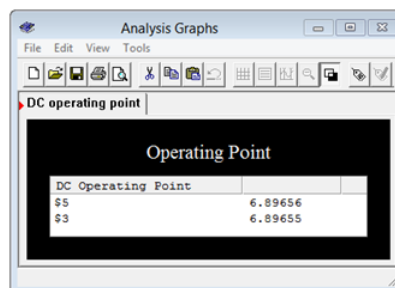 Analysis Graphs
File Edit View Tools
DC operating point
Operating Point
DC Operating Point
$5 6.89656
$3 6.89655